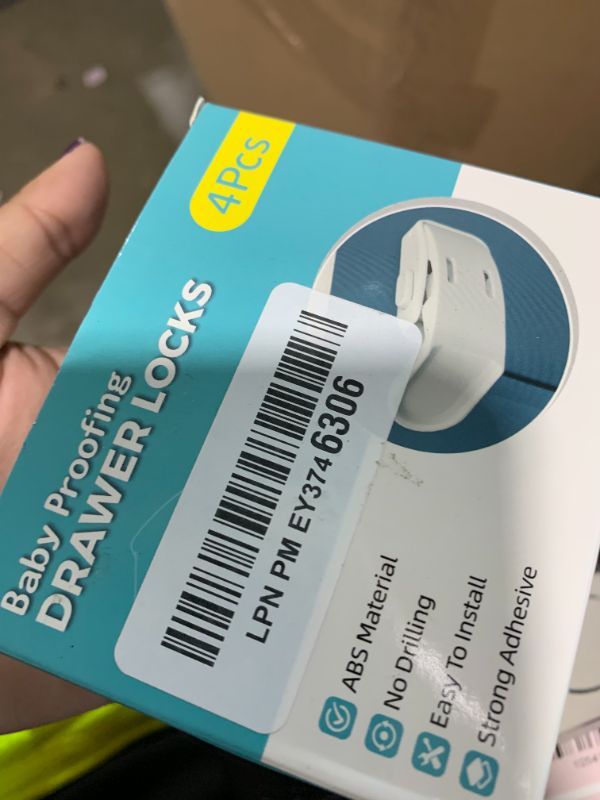 4Pcs
Baby Proofing
DRAWER LOCKS
LPN PM EY3746306
ABS Material
No Drilling
Easy To Install
Strong Adhesive